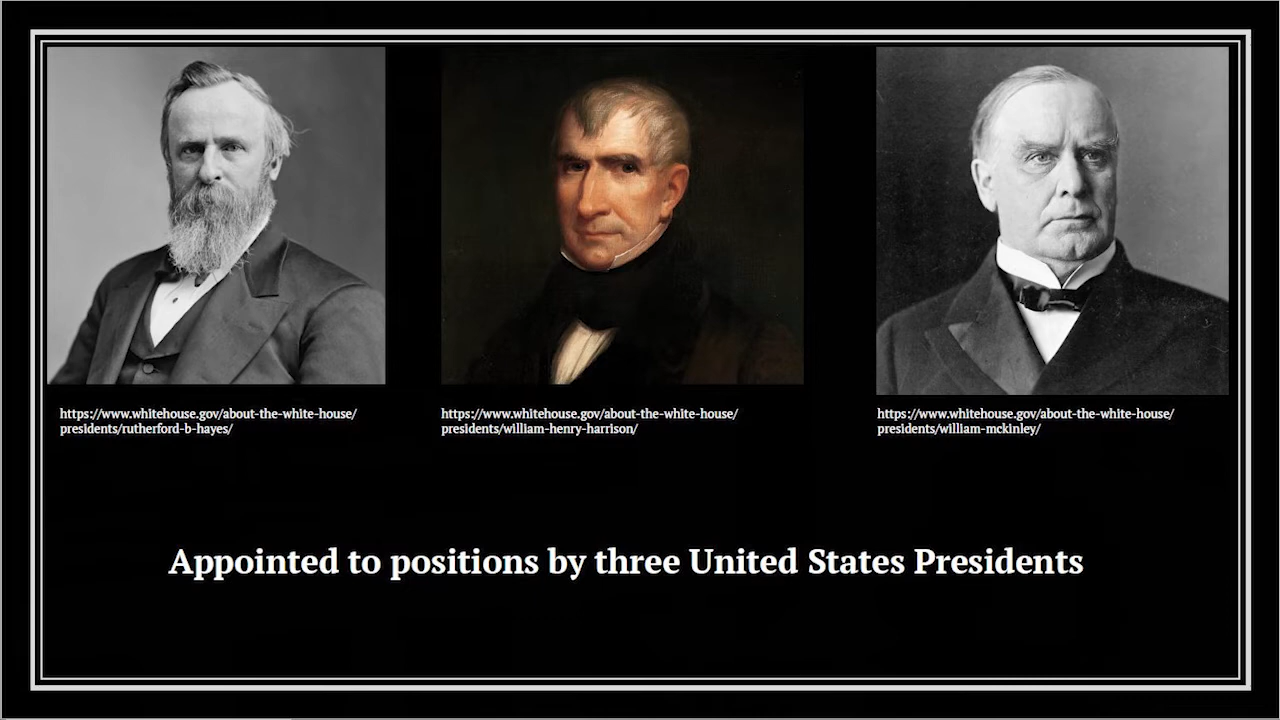 https://www.whitehouse.gov/about-the-white-house/
presidents/rutherford-b-hayes/
https://www.whitehouse.gov/about-the-white-house/
presidents/william-henry-harrison/
https://www.whitehouse.gov/about-the-white-house/
presidents/william-mckinley/
Appointed to positions by three United States Presidents